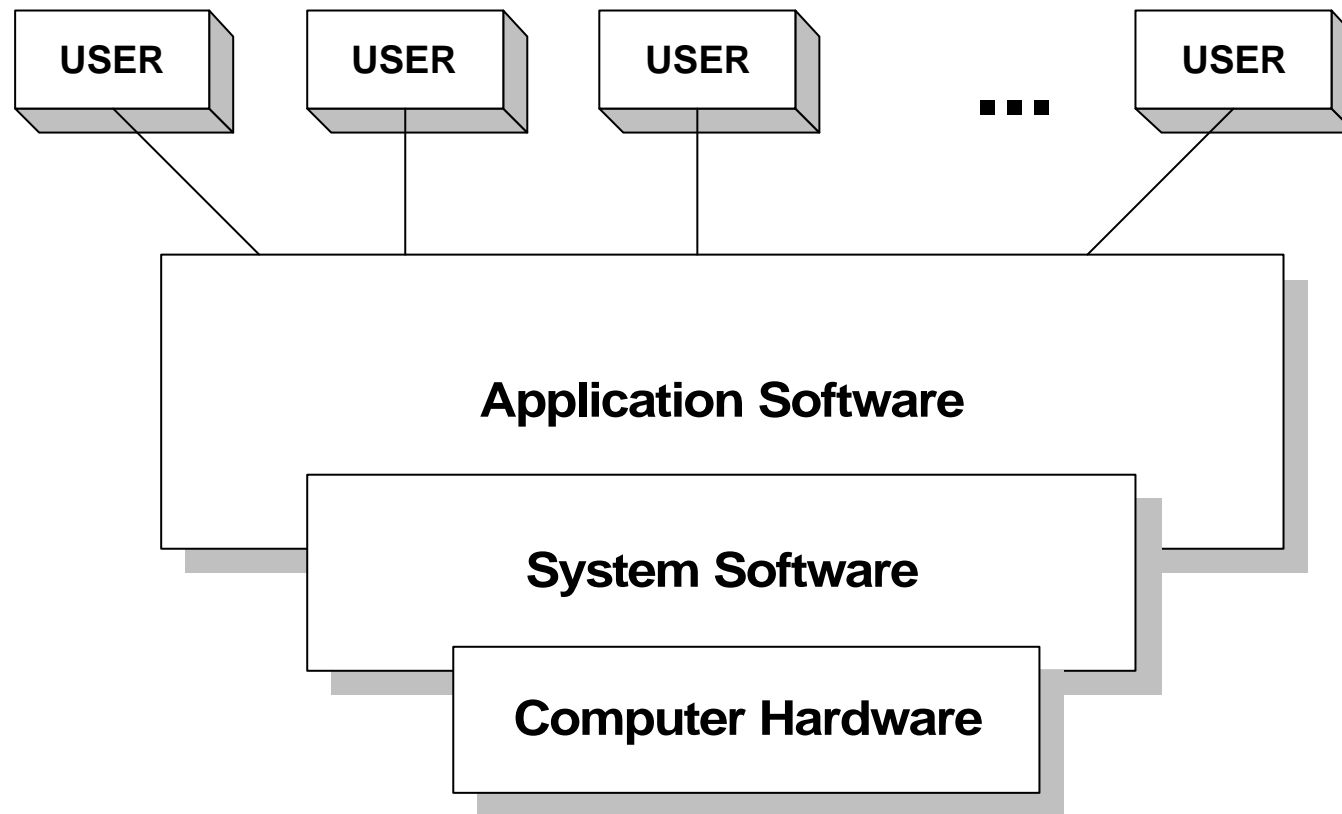 USER USER USER ... USER
Application Software
System Software
Computer Hardware